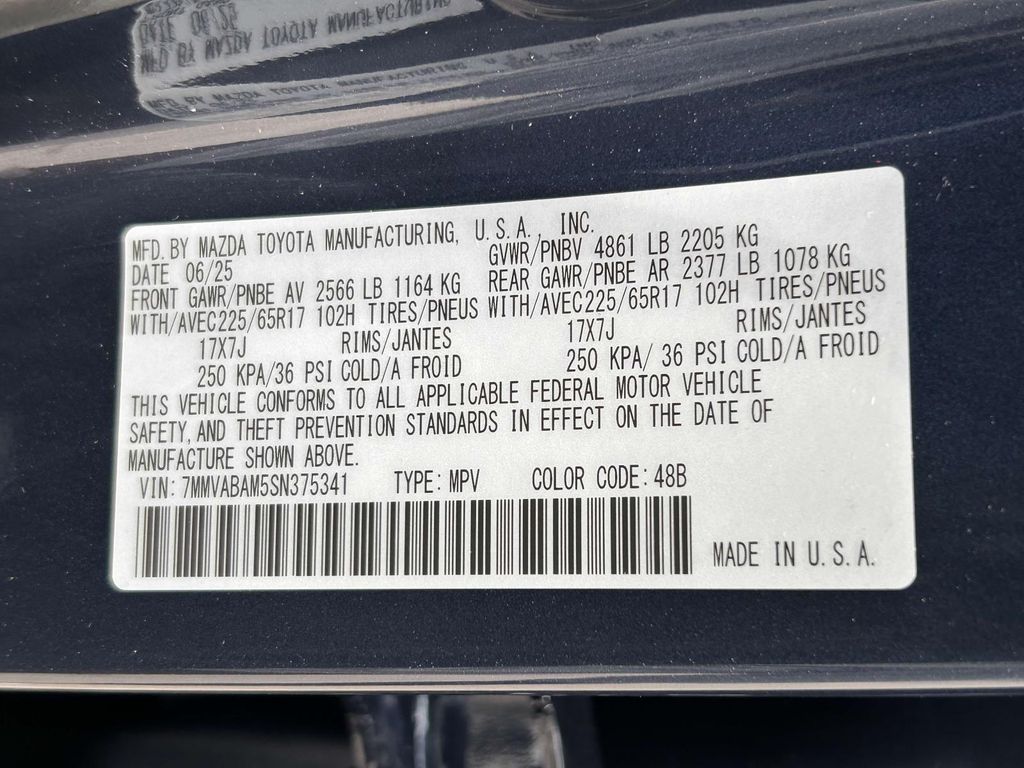 MFD. BY MAZDA TOYOTA MANUFACTURING, U.S.A., INC.
DATE 06/25 GVWR/PNBV 4861 LB 2205 KG
FRONT GAWR/PNBE AV 2566 LB 1164 KG REAR GAWR/PNBE AR 2377 LB 1078 KG
WITH/AVEC225/65R17 102H TIRES/PNEUS WITH/AVEC225/65R17 102H TIRES/PNEUS
17X7J RIMS/JANTES 17X7J RIMS/JANTES
250 KPA/36 PSI COLD/A FROID 250 KPA/ 36 PSI COLD/A FROID
THIS VEHICLE CONFORMS TO ALL APPLICABLE FEDERAL MOTOR VEHICLE
SAFETY, AND THEFT PREVENTION STANDARDS IN EFFECT ON THE DATE OF
MANUFACTURE SHOWN ABOVE.
VIN: 7MMVABAM5SN375341 TYPE: MPV COLOR CODE: 48B
MADE IN U.S.A.